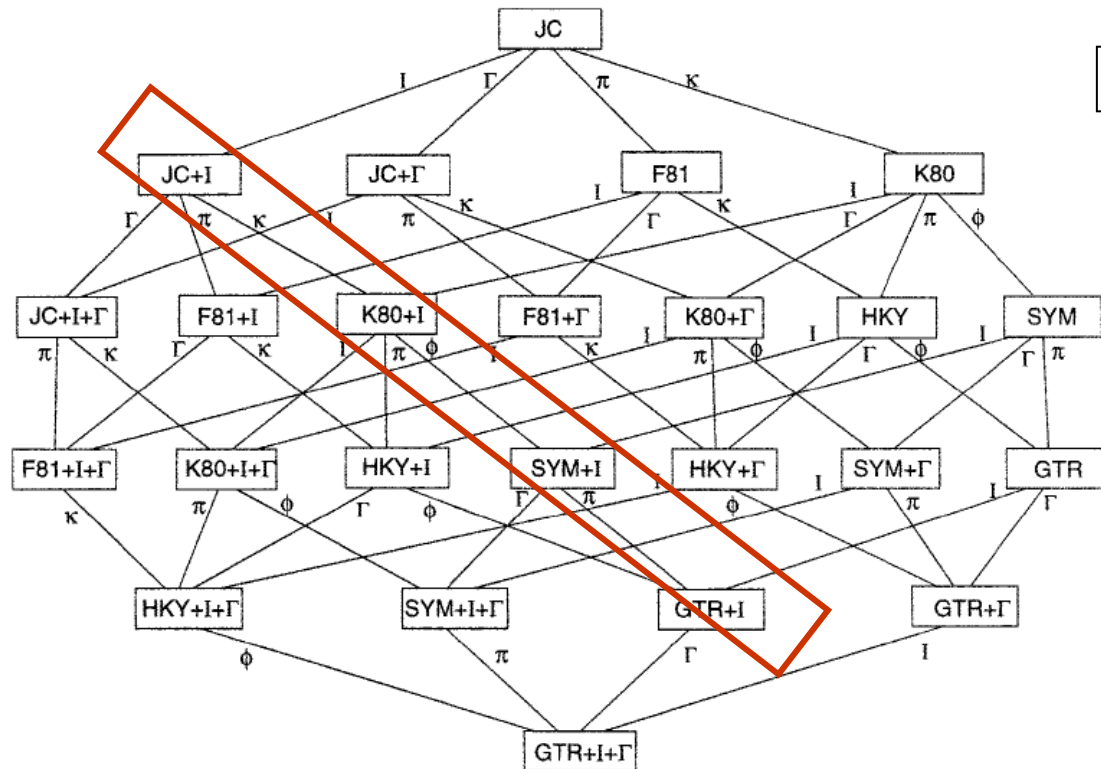 JC
I Γ π κ
JC+I JC+Γ F81 K80
Γ π κ I π κ I Γ κ I Γ π ϕ
JC+I+Γ F81+I K80+I F81+Γ K80+Γ HKY SYM
π κ Γ κ I π ϕ I κ I π ϕ I Γ ϕ I Γ π
F81+I+Γ K80+I+Γ HKY+I SYM+I HKY+Γ SYM+Γ GTR
κ π ϕ Γ ϕ Γ π I ϕ I π I Γ
HKY+I+Γ SYM+I+Γ GTR+I GTR+Γ
ϕ π Γ I
GTR+I+Γ